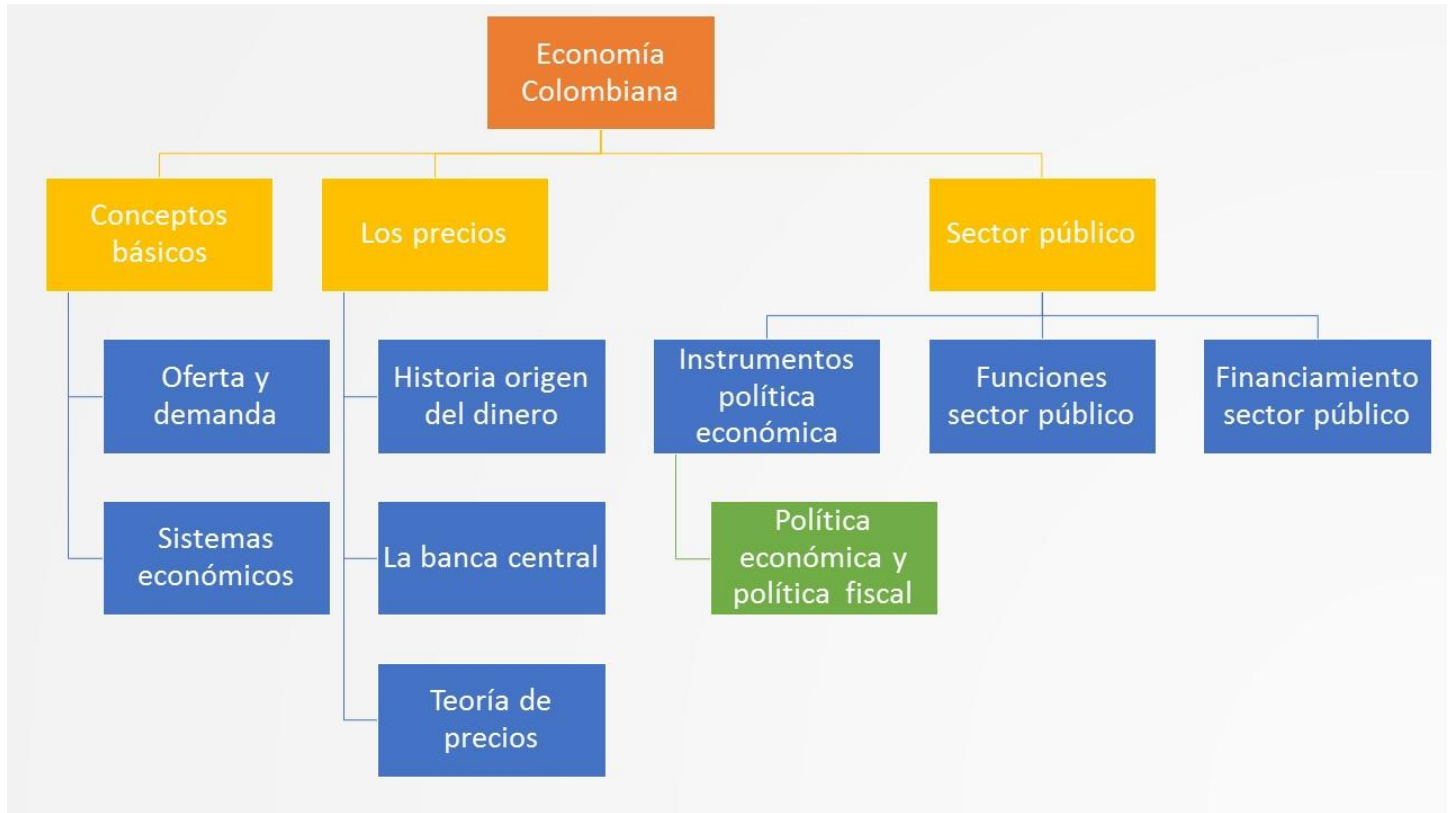 Economía
Colombiana
Conceptos
básicos
Los precios
Sector público
Oferta y
demanda
Historia origen
del dinero
Instrumentos
política
económica
Funciones
sector público
Financiamiento
sector público
Sistemas
económicos
La banca central
Política
económica y
política fiscal
Teoría de
precios